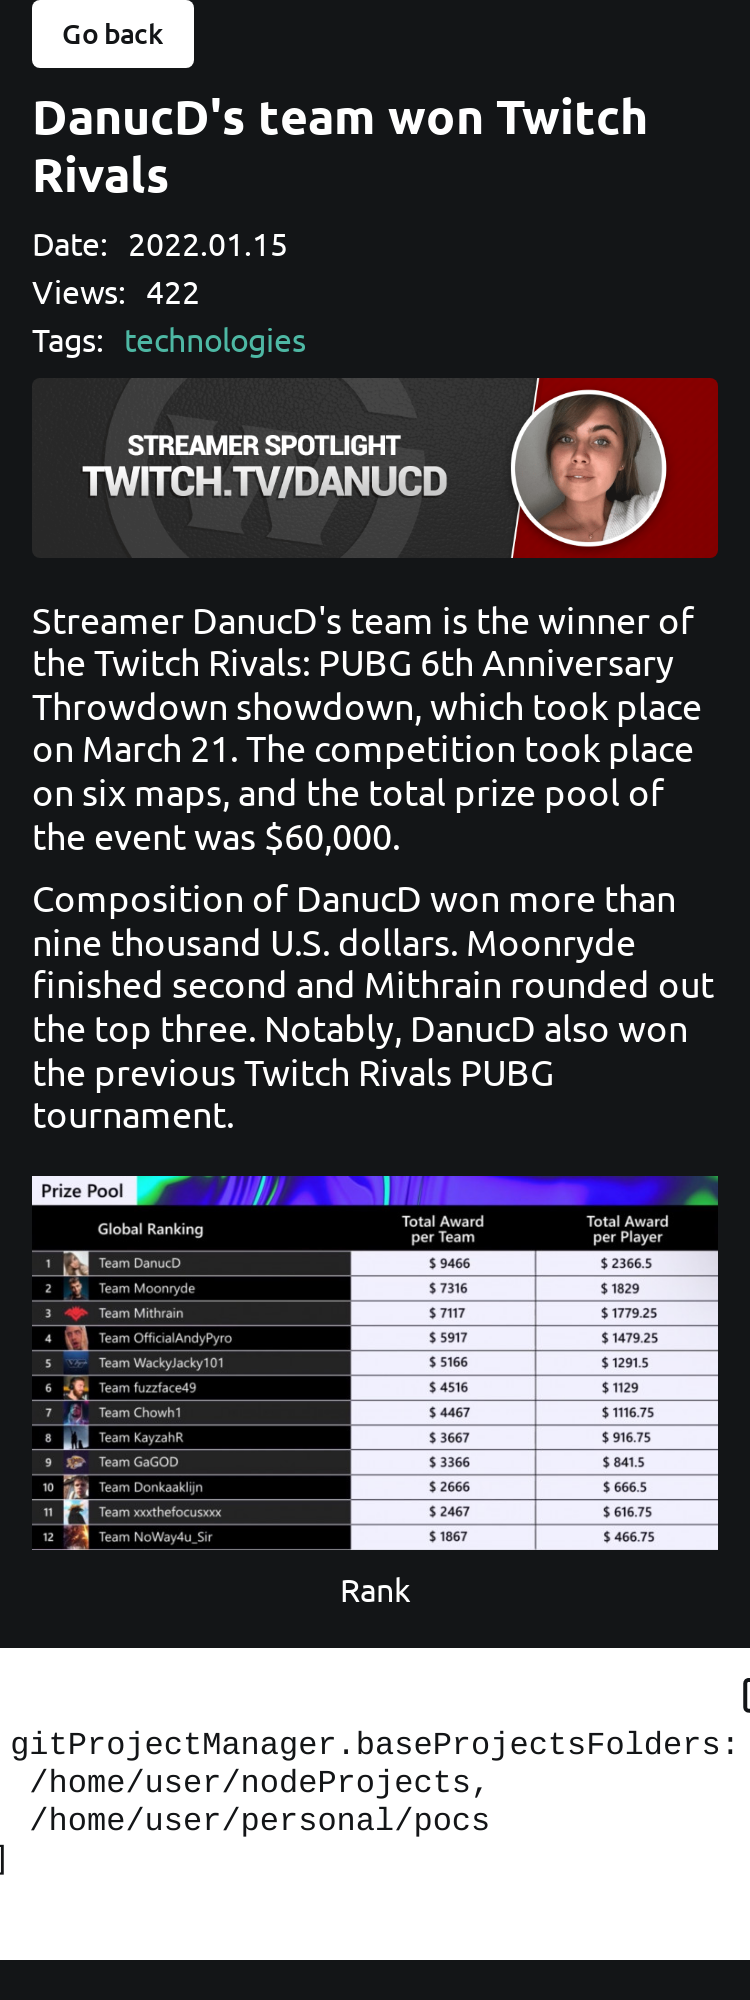 Go back
DanucD's team won Twitch
Rivals
Date: 2022.01.15
Views: 422
Tags: technologies
STREAMER SPOTLIGHT
TWITCH.TV/DANUCD
Streamer DanucD's team is the winner of
the Twitch Rivals: PUBG 6th Anniversary
Throwdown showdown, which took place
on March 21. The competition took place
on six maps, and the total prize pool of
the event was $60,000.
Composition of DanucD won more than
nine thousand U.S. dollars. Moonryde
finished second and Mithrain rounded out
the top three. Notably, DanucD also won
the previous Twitch Rivals PUBG
tournament.
Prize Pool
Global Ranking Total Award per Team Total Award per Player
1 Team DanucD $ 9466 $ 2366.5
2 Team Moonryde $ 7316 $ 1829
3 Team Mithrain $ 7117 $ 1779.25
4 Team OfficialAndyPyro $ 5917 $ 1479.25
5 Team WackyJacky101 $ 5166 $ 1291.5
6 Team fuzzface49 $ 4516 $ 1129
7 Team Chowh1 $ 4467 $ 1116.75
8 Team KayzahR $ 3667 $ 916.75
9 Team GaGOD $ 3366 $ 841.5
10 Team Donkaaklijn $ 2666 $ 666.5
11 Team xxxthefocusxxx $ 2467 $ 616.75
12 Team NoWay4u_Sir $ 1867 $ 466.75
Rank
gitProjectManager.baseProjectsFolders:
/home/user/nodeProjects,
/home/user/personal/pocs
]